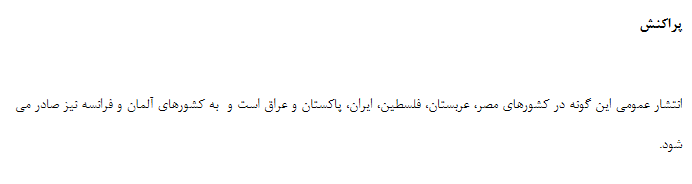 پراکنش
انتشار عمومی این گونه در کشورهای مصر، عربستان، فلسطین، ایران، پاکستان و عراق است و  به کشورهای آلمان و فرانسه نیز صادر می
شود.